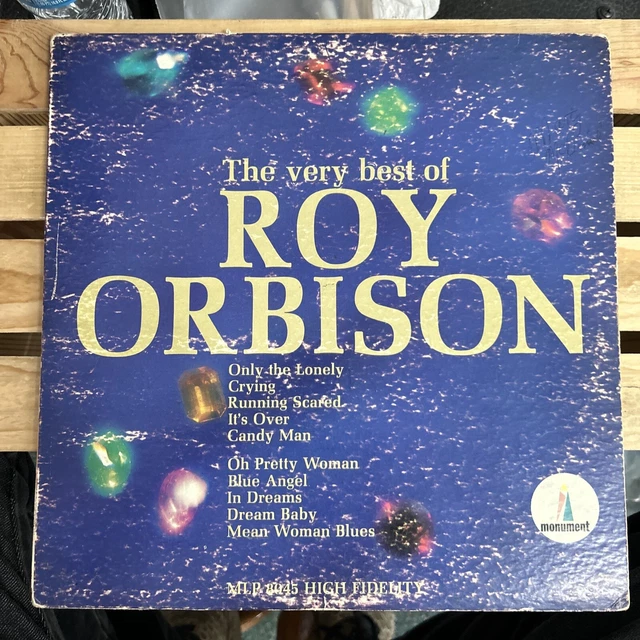 The very best of
ROY
ORBISON
Only the Lonely
Crying
Running Scared
It's Over
Candy Man
Oh Pretty Woman
Blue Angel
In Dreams
Dream Baby
Mean Woman Blues
monument
MLP 8045 HIGH FIDELITY